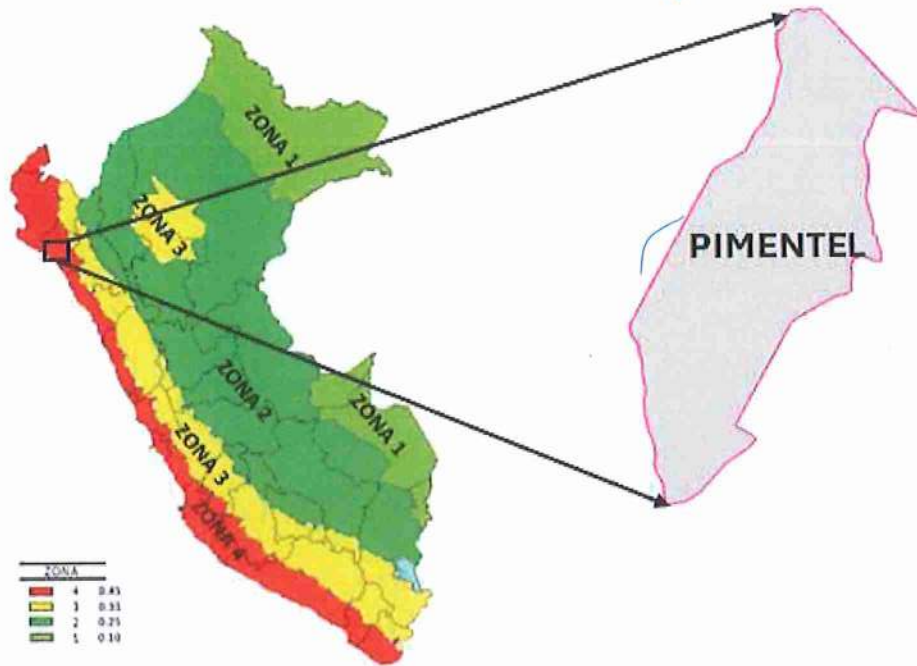 ZONA 1
ZONA 3
PIMENTEL
ZONA 2
ZONA 1
ZONA 3
ZONA 4
ZONA
4 0.45
3 0.35
2 0.25
1 0.10